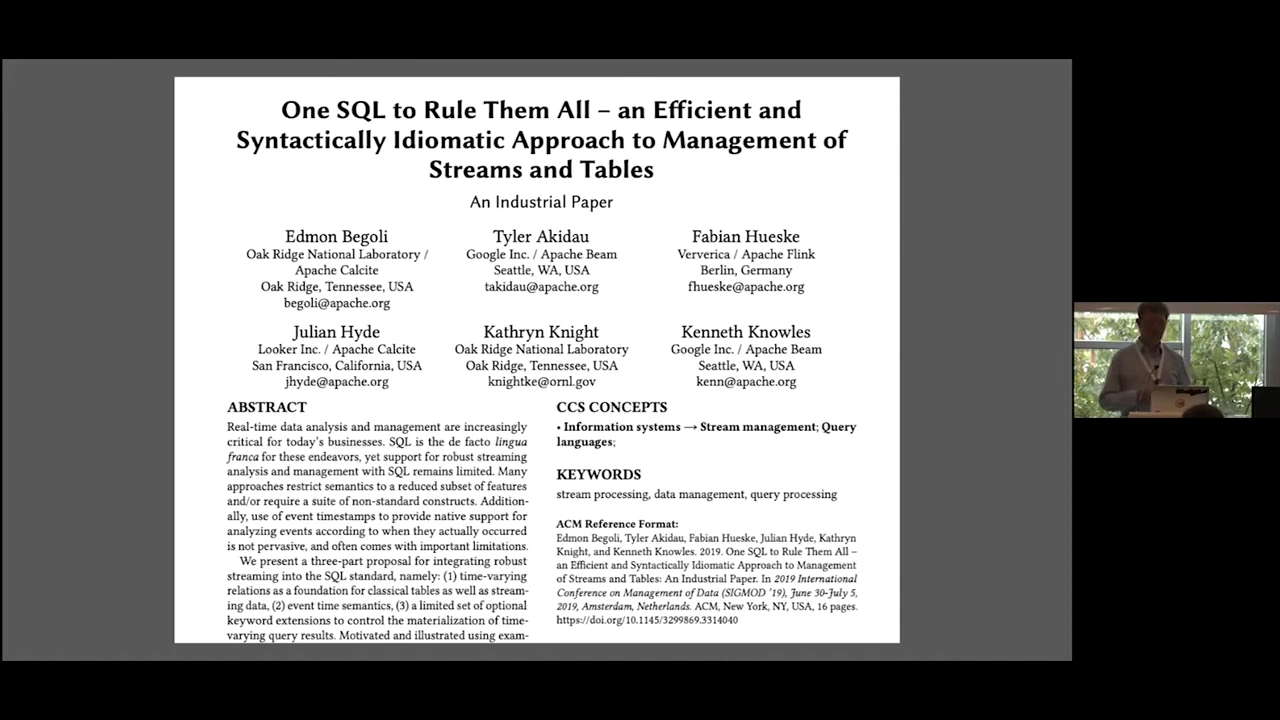 One SQL to Rule Them All – an Efficient and
Syntactically Idiomatic Approach to Management of
Streams and Tables
An Industrial Paper
Edmon Begoli
Oak Ridge National Laboratory /
Apache Calcite
Oak Ridge, Tennessee, USA
begoli@apache.org
Tyler Akidau
Google Inc. / Apache Beam
Seattle, WA, USA
takidau@apache.org
Fabian Hueske
Ververica / Apache Flink
Berlin, Germany
fhueske@apache.org
Julian Hyde
Looker Inc. / Apache Calcite
San Francisco, California, USA
jhyde@apache.org
Kathryn Knight
Oak Ridge National Laboratory
Oak Ridge, Tennessee, USA
knightke@ornl.gov
Kenneth Knowles
Google Inc. / Apache Beam
Seattle, WA, USA
kenn@apache.org
ABSTRACT
Real-time data analysis and management are increasingly
critical for today's businesses. SQL is the de facto lingua
franca for these endeavors, yet support for robust streaming
analysis and management with SQL remains limited. Many
approaches restrict semantics to a reduced subset of features
and/or require a suite of non-standard constructs. Addition-
ally, use of event timestamps to provide native support for
analyzing events according to when they actually occurred
is not pervasive, and often comes with important limitations.
We present a three-part proposal for integrating robust
streaming into the SQL standard, namely: (1) time-varying
relations as a foundation for classical tables as well as stream-
ing data, (2) event time semantics, (3) a limited set of optional
keyword extensions to control the materialization of time-
varying query results. Motivated and illustrated using exam-
CCS CONCEPTS
• Information systems → Stream management; Query
languages;
KEYWORDS
stream processing, data management, query processing
ACM Reference Format:
Edmon Begoli, Tyler Akidau, Fabian Hueske, Julian Hyde, Kathryn
Knight, and Kenneth Knowles. 2019. One SQL to Rule Them All –
an Efficient and Syntactically Idiomatic Approach to Management
of Streams and Tables: An Industrial Paper. In 2019 International
Conference on Management of Data (SIGMOD '19), June 30-July 5,
2019, Amsterdam, Netherlands. ACM, New York, NY, USA, 16 pages.
https://doi.org/10.1145/3299869.3314040